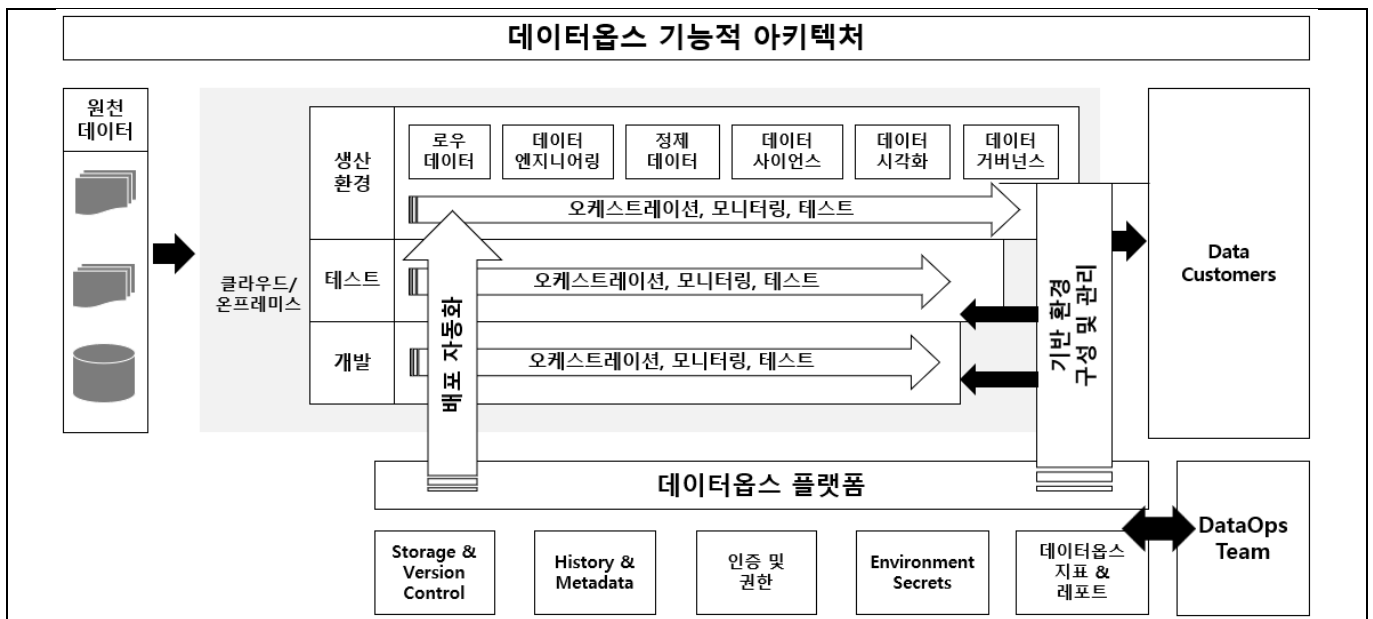 데이터옵스 기능적 아키텍처
원천
데이터
클라우드/
온프레미스
생산
환경
로우
데이터
데이터
엔지니어링
정제
데이터
데이터
사이언스
데이터
시각화
데이터
거버넌스
오케스트레이션, 모니터링, 테스트
테스트
오케스트레이션, 모니터링, 테스트
개발
오케스트레이션, 모니터링, 테스트
배포 자동화
기반 환경
구성 및 관리
Data
Customers
데이터옵스 플랫폼
Storage &
Version
Control
History &
Metadata
인증 및
권한
Environment
Secrets
데이터옵스
지표 &
레포트
DataOps
Team